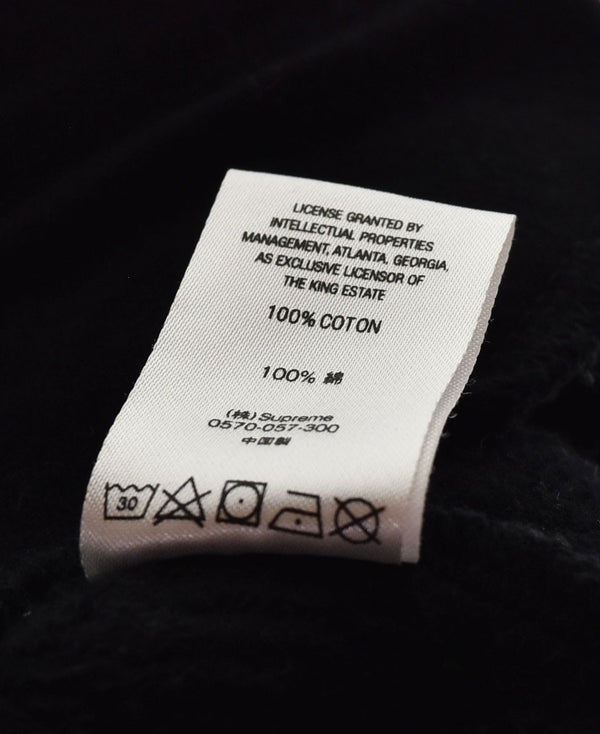 LICENSE GRANTED BY
INTELLECTUAL PROPERTIES
MANAGEMENT, ATLANTA, GEORGIA,
AS EXCLUSIVE LICENSOR OF
THE KING ESTATE
100% COTON
100% 綿
(株) Supreme
0570-057-300
中国製
30